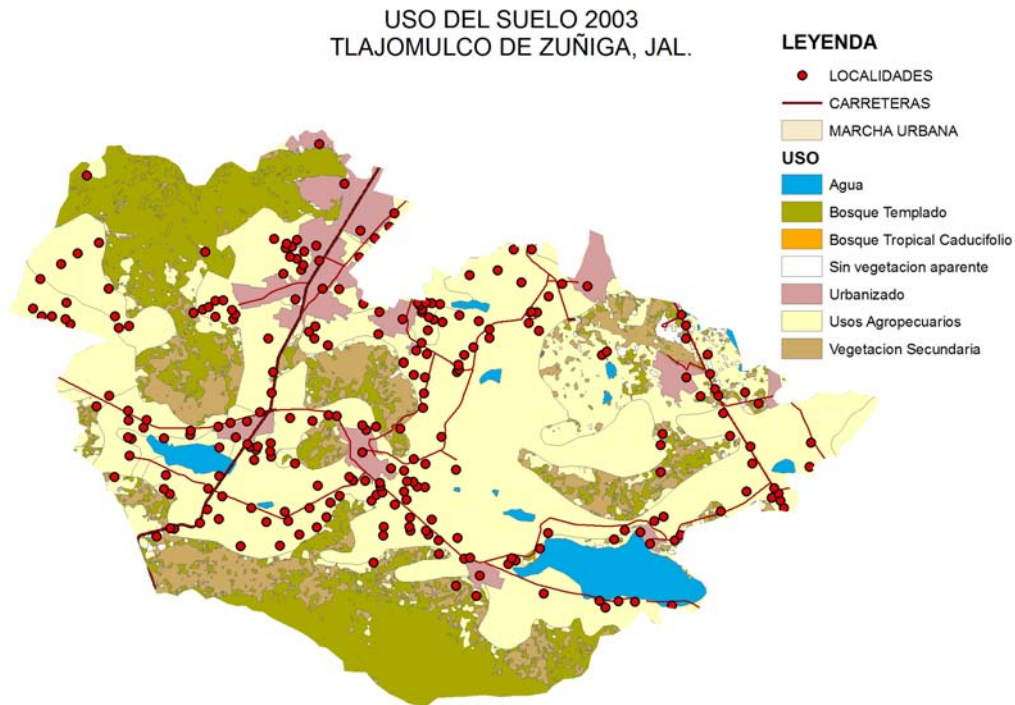 USO DEL SUELO 2003
TLAJOMULCO DE ZUÑIGA, JAL.
LEYENDA
LOCALIDADES
CARRETERAS
MARCHA URBANA
USO
Agua
Bosque Templado
Bosque Tropical Caducifolio
Sin vegetacion aparente
Urbanizado
Usos Agropecuarios
Vegetacion Secundaria